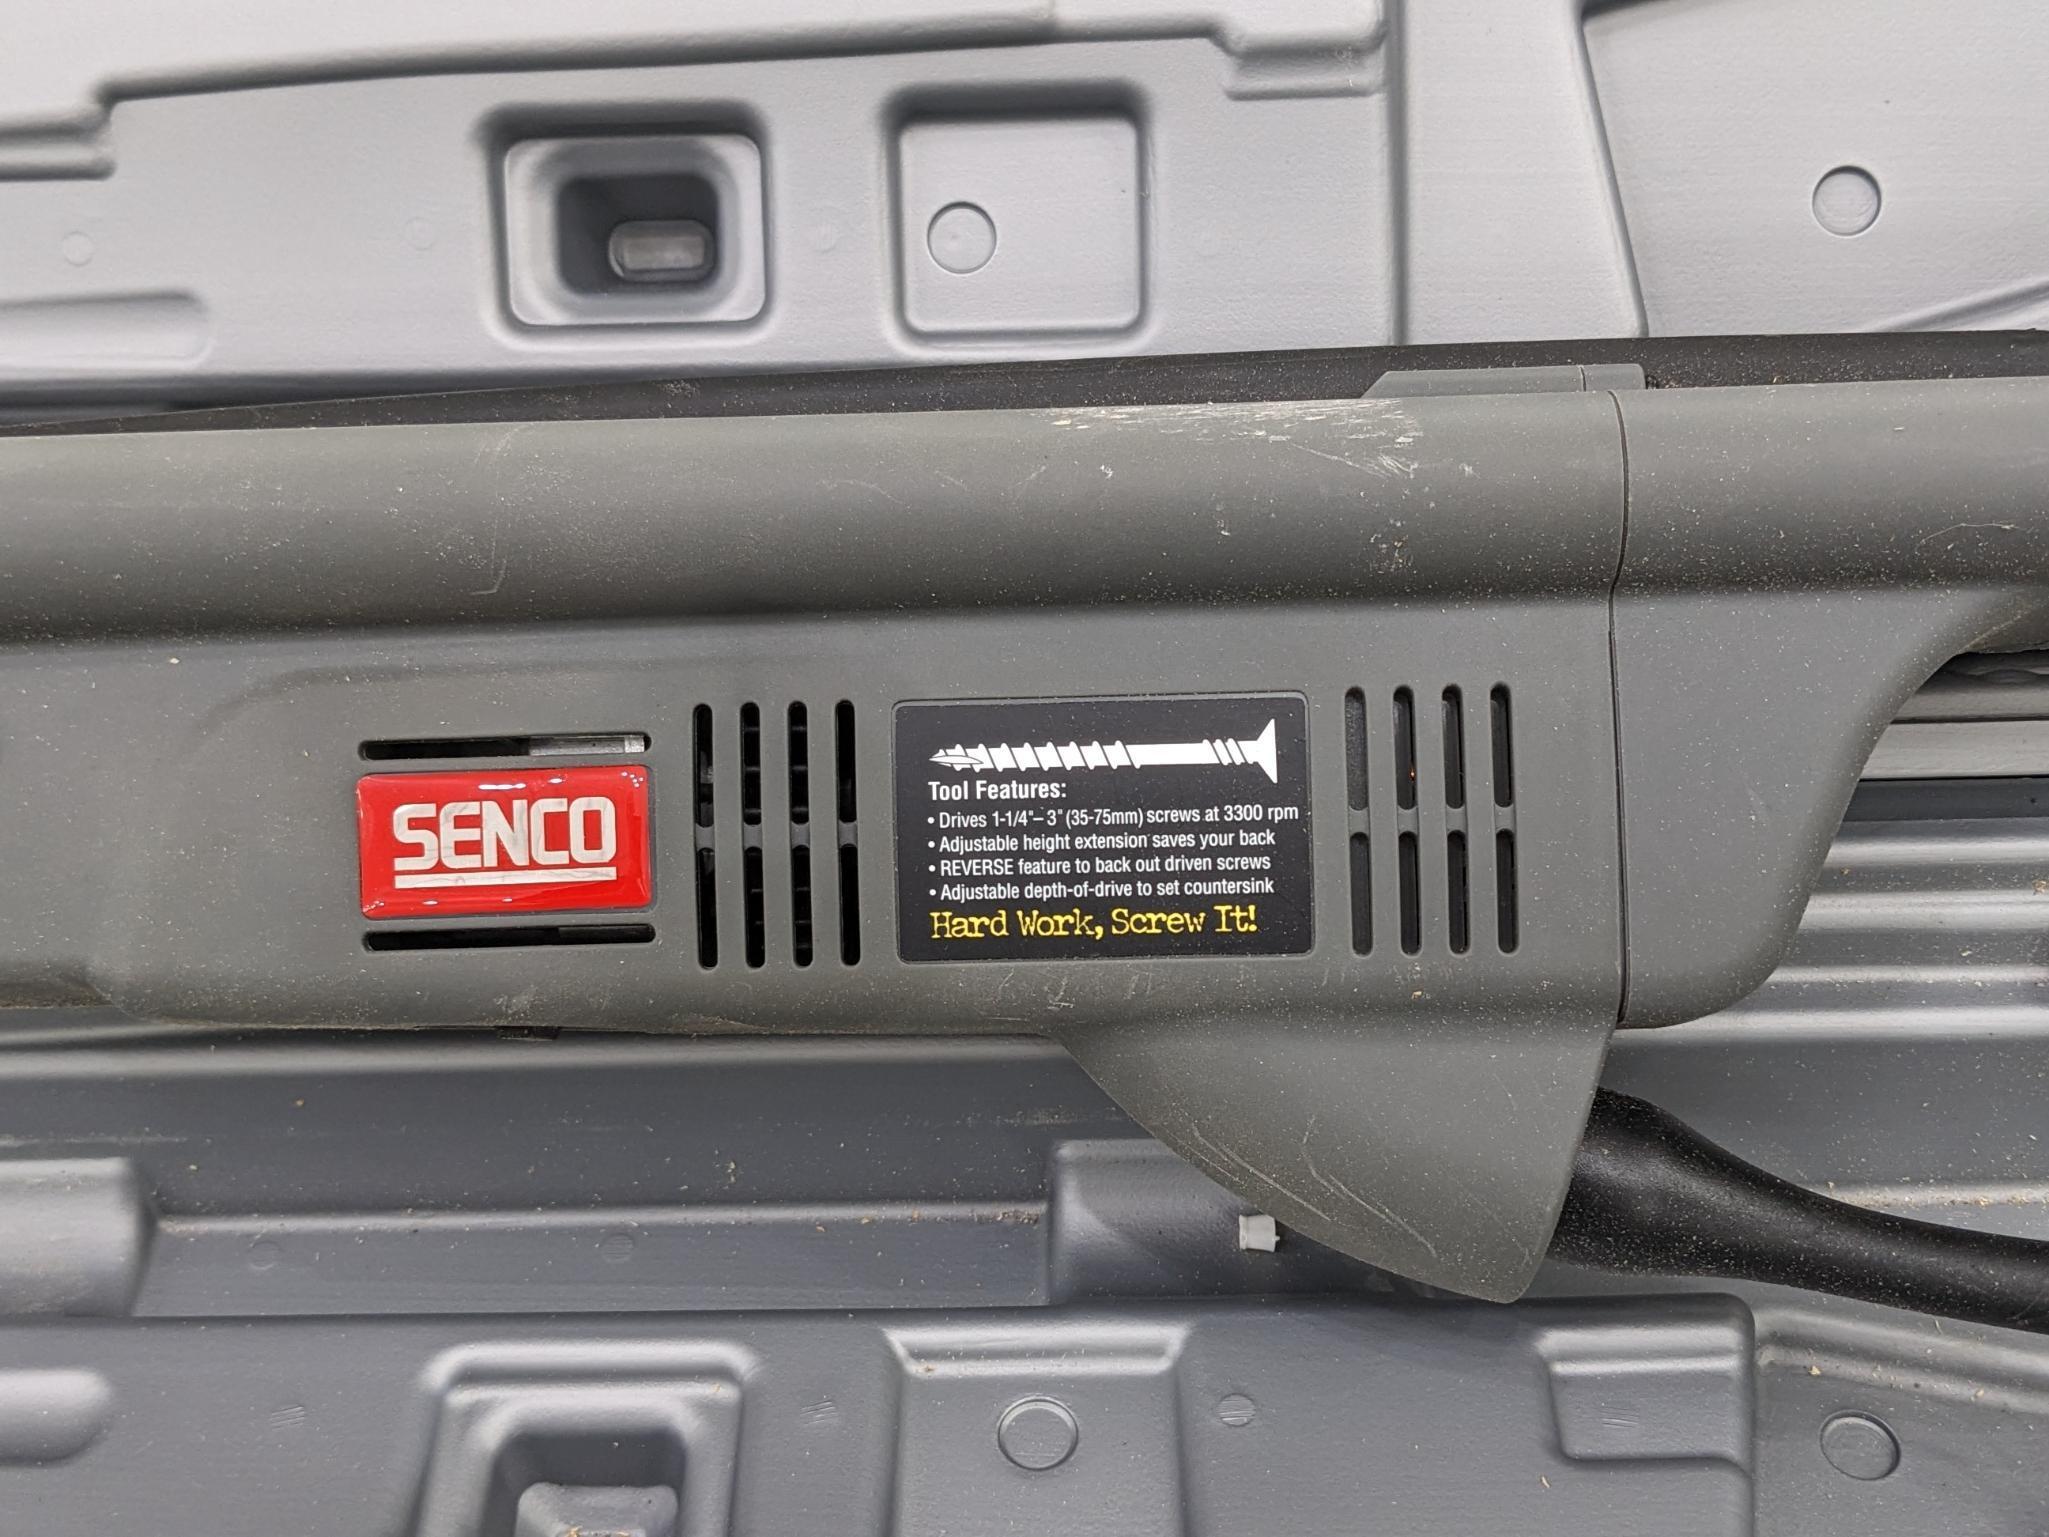 SENCO
Tool Features:
• Drives 1-1/4"– 3" (35-75mm) screws at 3300 rpm
• Adjustable height extension saves your back
• REVERSE feature to back out driven screws
• Adjustable depth-of-drive to set countersink
Hard Work, Screw It!